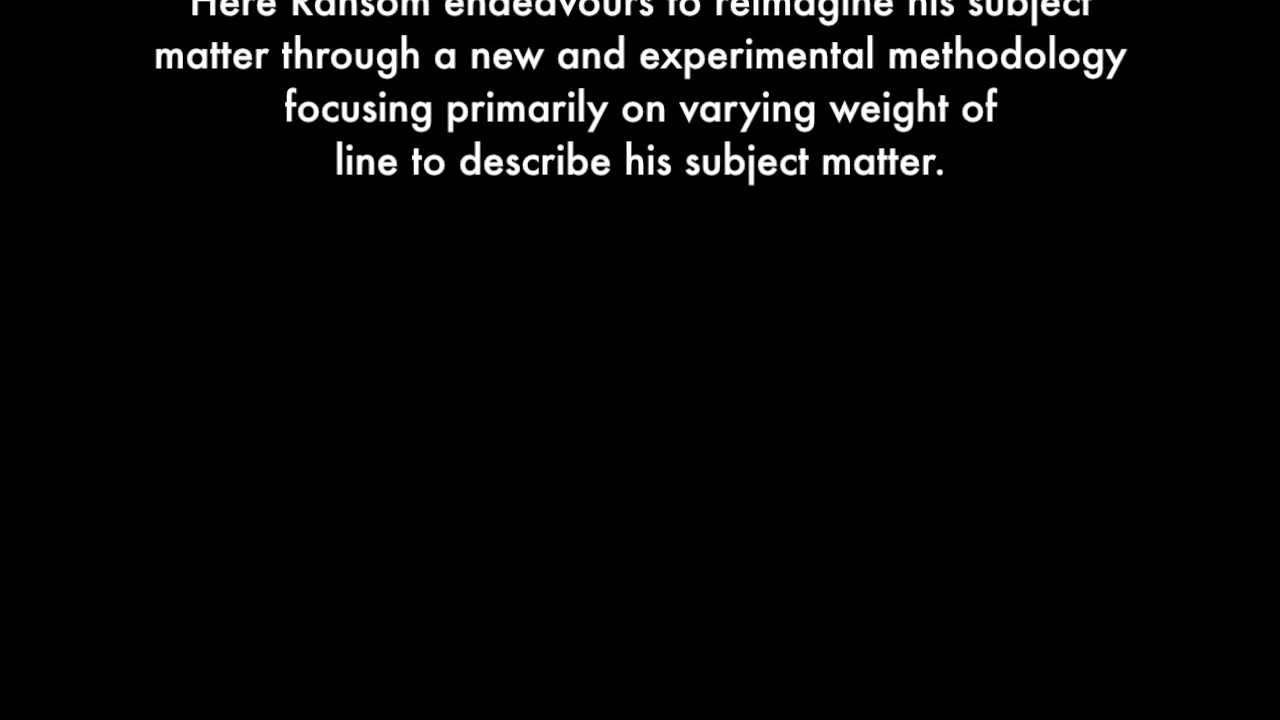 Here Ransom endeavours to reimagine his subject
matter through a new and experimental methodology
focusing primarily on varying weight of
line to describe his subject matter.